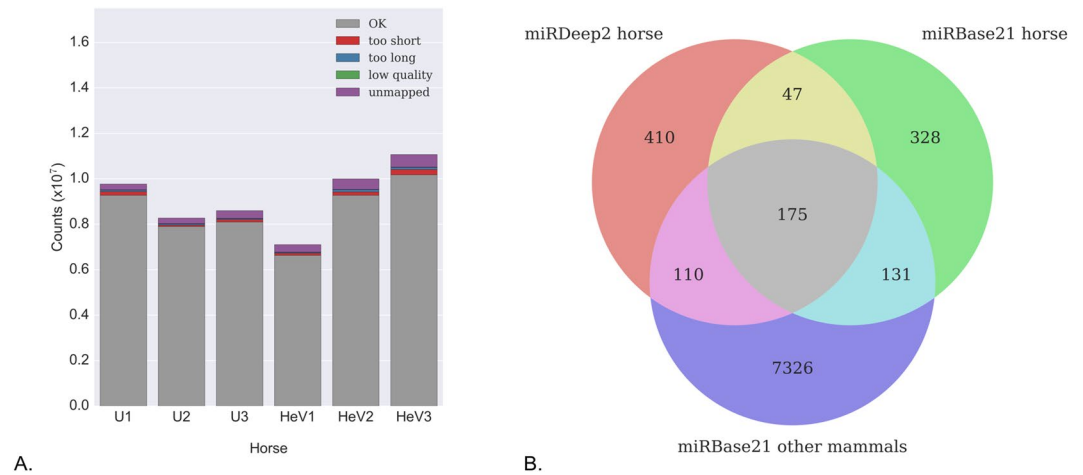 OK
too short
too long
low quality
unmapped
1.6
1.4
1.2
1.0
0.8
0.6
0.4
0.2
0.0
Counts (x10⁷)
U1 U2 U3 HeV1 HeV2 HeV3
Horse
A.
miRDeep2 horse
miRBase21 horse
47
410
328
175
110
131
7326
miRBase21 other mammals
B.